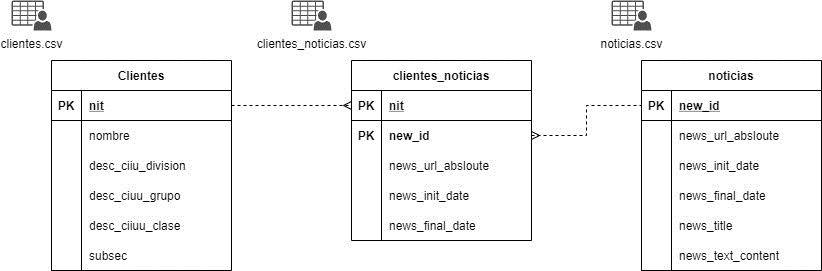 clientes.csv
clientes_noticias.csv
noticias.csv
Clientes
PK nit
nombre
desc_ciiu_division
desc_ciuu_grupo
desc_ciiuu_clase
subsec
clientes_noticias
PK nit
PK new_id
news_url_absloute
news_init_date
news_final_date
noticias
PK new_id
news_url_absloute
news_init_date
news_final_date
news_title
news_text_content